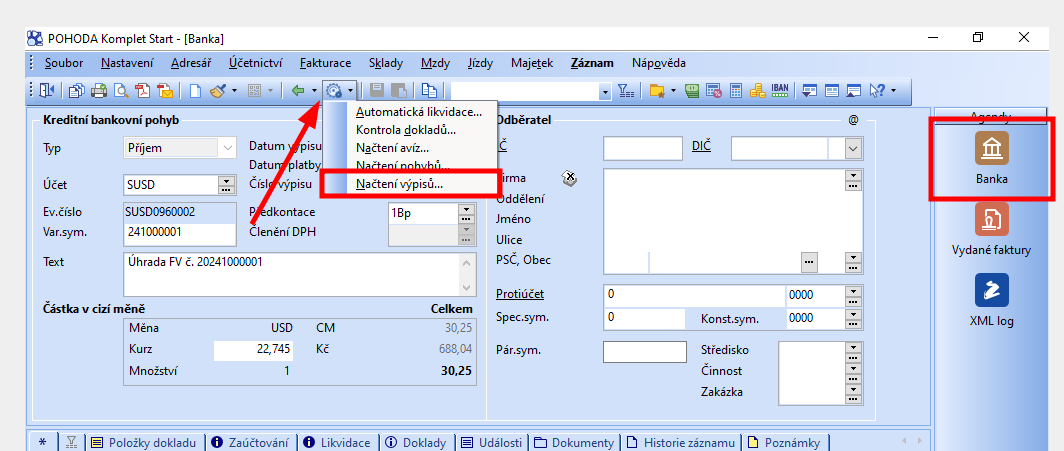 POHODA Komplet Start - [Banka]
Soubor Nastavení Adresář Účetnictví Fakturace Sklady Mzdy Jízdy Majetek Záznam Nápověda
IBAN
Agendy
Kreditní bankovní pohyb
Typ
Příjem
Datum výpisu
Datum platby
Číslo výpisu
Účet
SUSD
Ev.číslo
SUSD0960002
Předkontace
1Bp
Var.sym.
241000001
Členění DPH
Text
Úhrada FV č. 20241000001
Částka v cizí měně
Celkem
Měna
USD
CM
30,25
Kurz
22,745
Kč
688,04
Množství
1
30,25
Automatická likvidace...
Kontrola dokladů...
Načtení avíz...
Načtení pohybů...
Načtení výpisů...
Odběratel
@
IČ
DIČ
Firma
Oddělení
Jméno
Ulice
PSČ, Obec
Protiúčet
0
0000
Spec.sym.
0
Konst.sym.
0000
Pár.sym.
Středisko
Činnost
Zakázka
Banka
Vydané faktury
XML log
* Položky dokladu Zaúčtování Likvidace Doklady Události Dokumenty Historie záznamu Poznámky